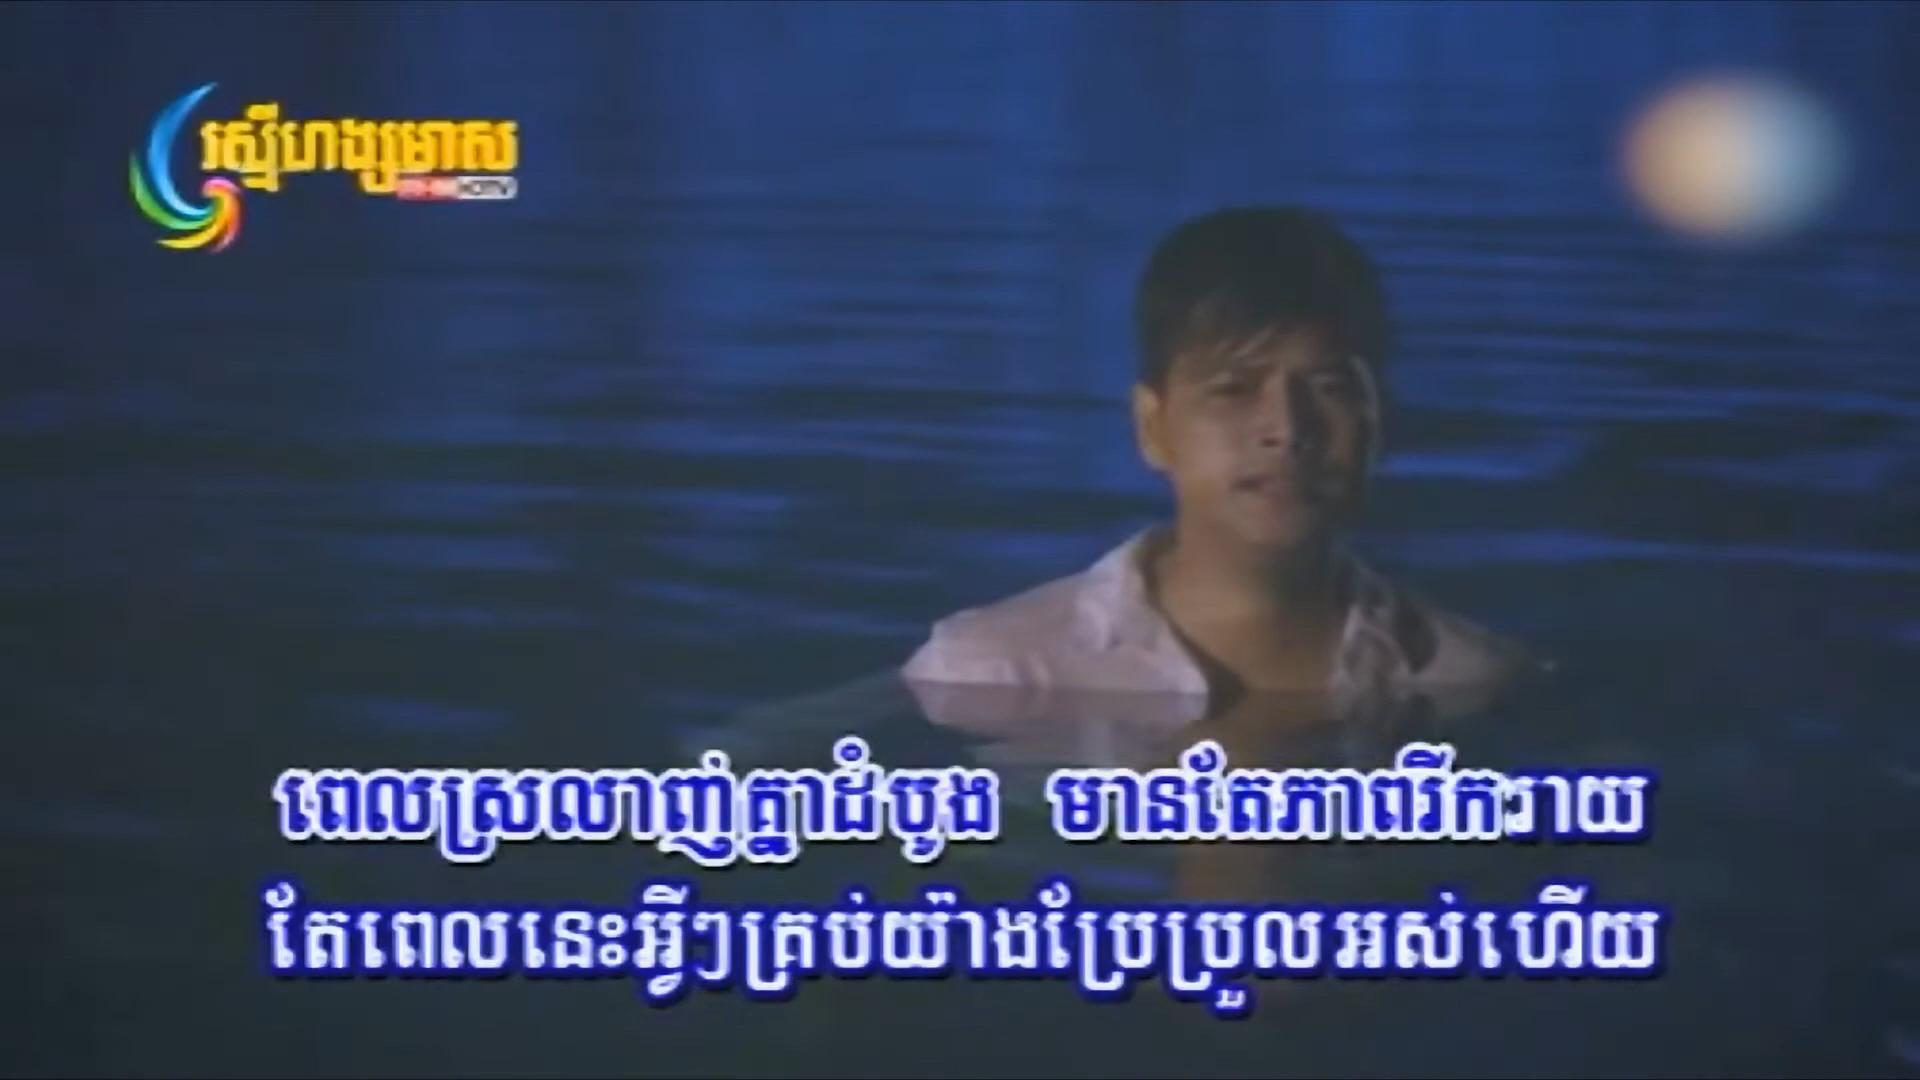 រស្មីហង្សមាស
HDTV
ពេលស្រលាញ់គ្នាដំបូង មានតែភាពរីករាយ
តែពេលនេះអ្វីៗគ្រប់យ៉ាងប្រែប្រួលអស់ហើយ